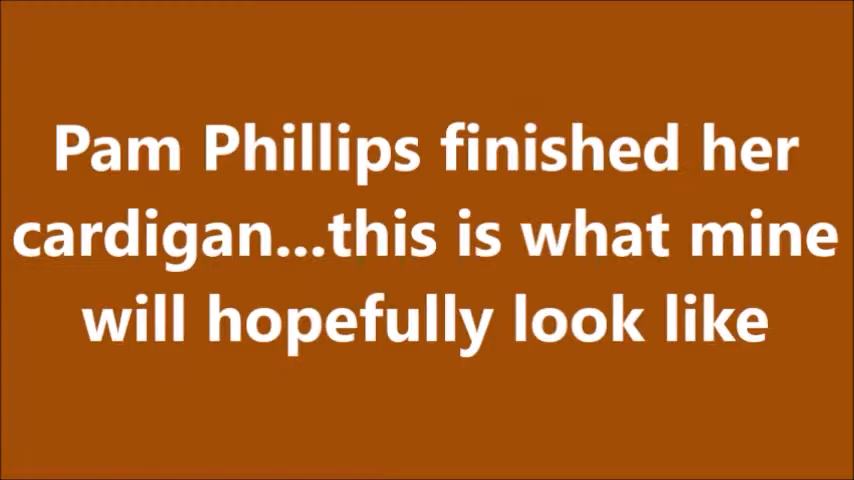 Pam Phillips finished her
cardigan...this is what mine
will hopefully look like